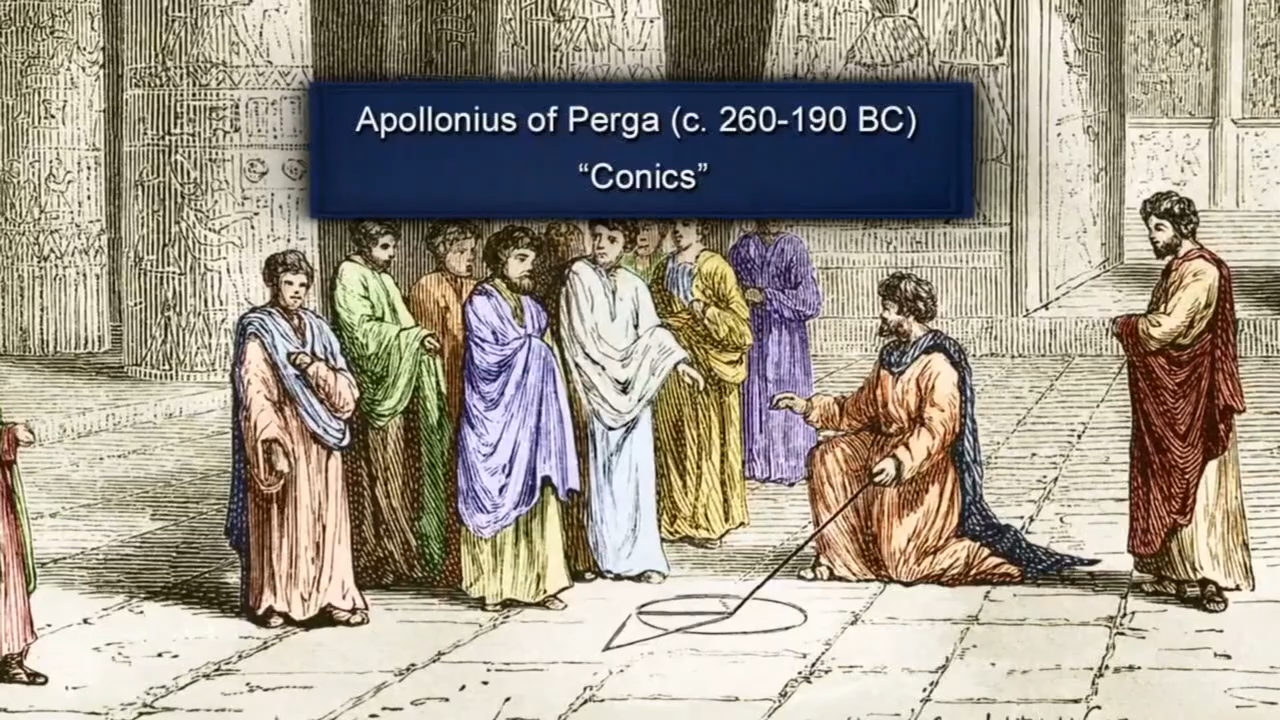 Apollonius of Perga (c. 260-190 BC)
“Conics”